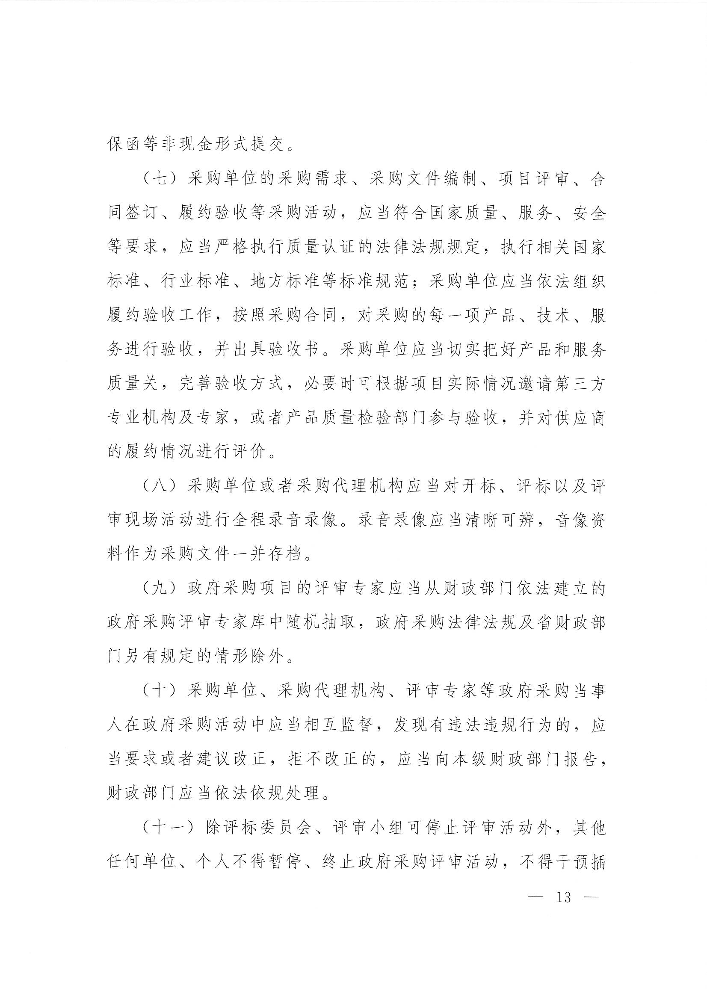 保函等非现金形式提交。
（七）采购单位的采购需求、采购文件编制、项目评审、合
同签订、履约验收等采购活动，应当符合国家质量、服务、安全
等要求，应当严格执行质量认证的法律法规规定，执行相关国家
标准、行业标准、地方标准等标准规范；采购单位应当依法组织
履约验收工作，按照采购合同，对采购的每一项产品、技术、服
务进行验收，并出具验收书。采购单位应当切实把好产品和服务
质量关，完善验收方式，必要时可根据项目实际情况邀请第三方
专业机构及专家，或者产品质量检验部门参与验收，并对供应商
的履约情况进行评价。
（八）采购单位或者采购代理机构应当对开标、评标以及评
审现场活动进行全程录音录像。录音录像应当清晰可辨，音像资
料作为采购文件一并存档。
（九）政府采购项目的评审专家应当从财政部门依法建立的
政府采购评审专家库中随机抽取，政府采购法律法规及省财政部
门另有规定的情形除外。
（十）采购单位、采购代理机构、评审专家等政府采购当事
人在政府采购活动中应当相互监督，发现有违法违规行为的，应
当要求或者建议改正，拒不改正的，应当向本级财政部门报告，
财政部门应当依法依规处理。
（十一）除评标委员会、评审小组可停止评审活动外，其他
任何单位、个人不得暂停、终止政府采购评审活动，不得干预插
— 13 —